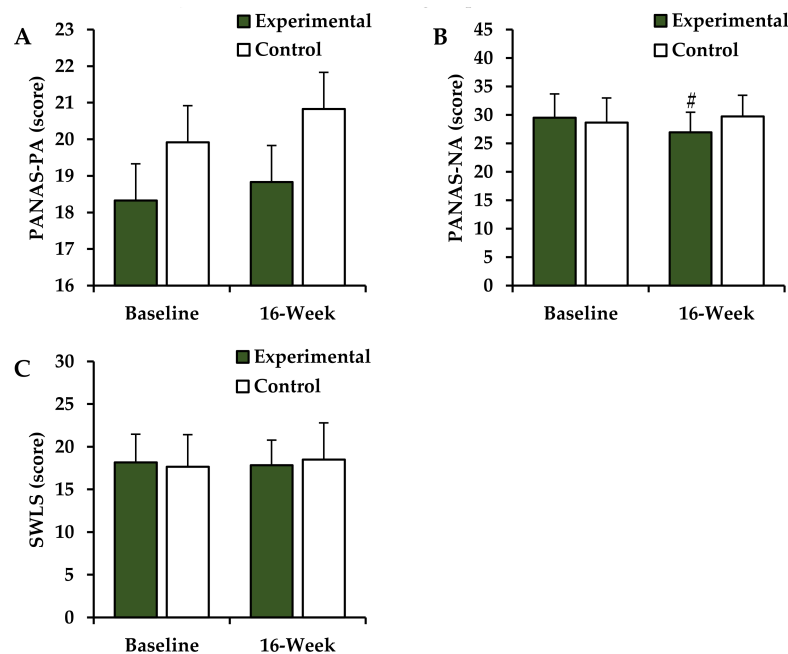 A
PANAS-PA (score)
23
22
21
20
19
18
17
16
Experimental
Control
Baseline
16-Week
B
PANAS-NA (score)
45
40
35
30
25
20
15
10
5
0
Experimental
Control
#
Baseline
16-Week
C
SWLS (score)
30
25
20
15
10
5
0
Experimental
Control
Baseline
16-Week